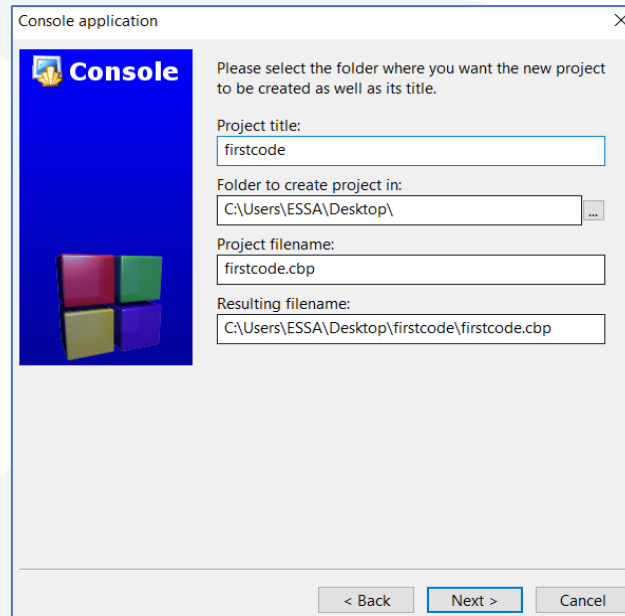 Console application
Console
Please select the folder where you want the new project
to be created as well as its title.
Project title:
firstcode
Folder to create project in:
C:\Users\ESSA\Desktop\
...
Project filename:
firstcode.cbp
Resulting filename:
C:\Users\ESSA\Desktop\firstcode\firstcode.cbp
< Back
Next >
Cancel